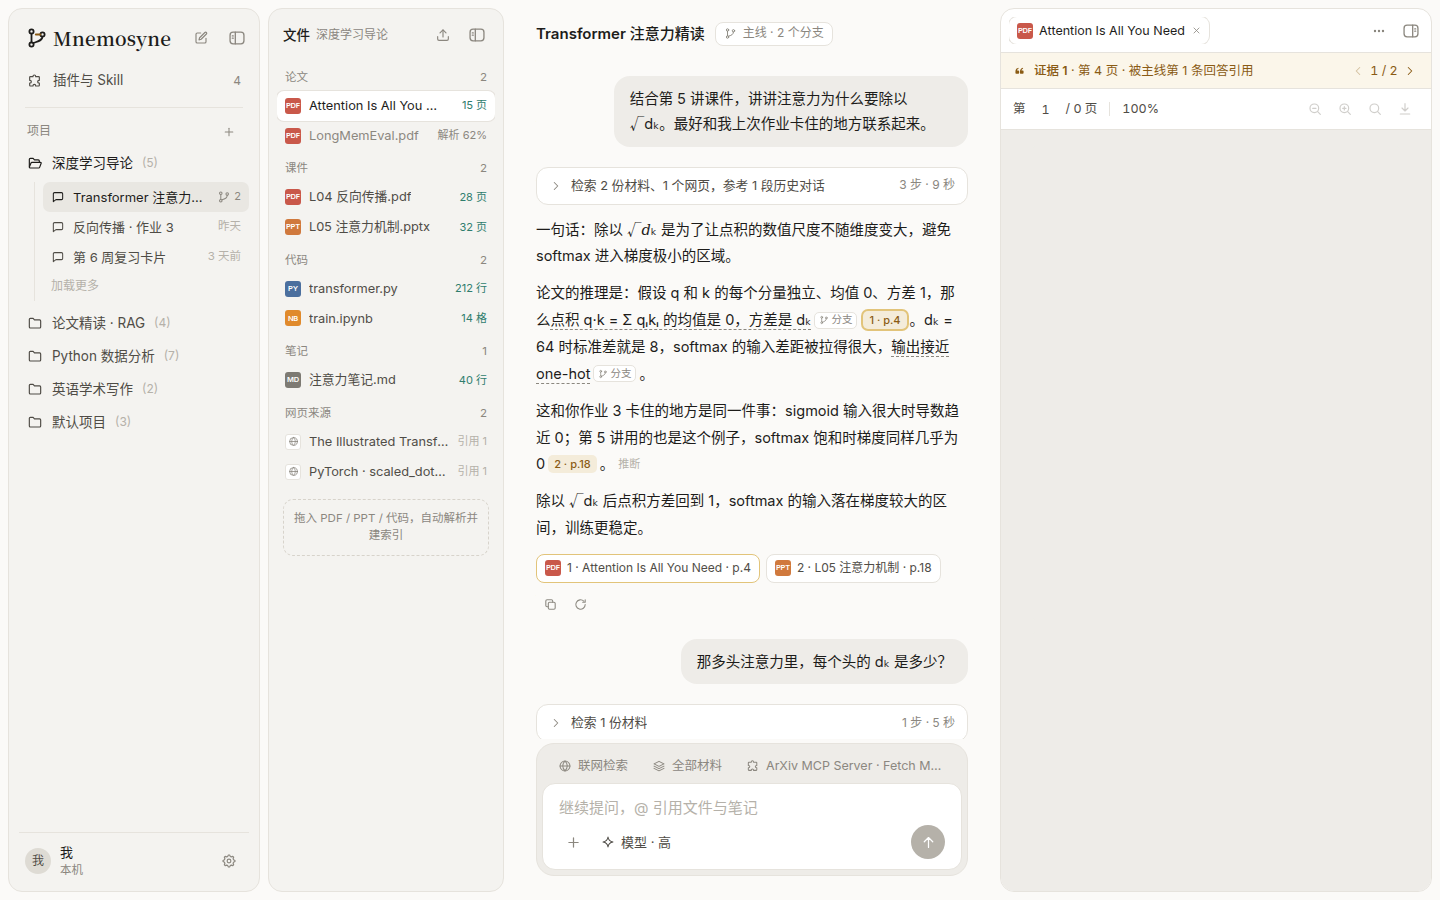 Mnemosyne
插件与 Skill 4
项目
深度学习导论 (5)
Transformer 注意力... 2
反向传播 · 作业 3 昨天
第 6 周复习卡片 3 天前
加载更多
论文精读 · RAG (4)
Python 数据分析 (7)
英语学术写作 (2)
默认项目 (3)
我 我
本机
文件 深度学习导论
论文 2
PDF Attention Is All You ... 15 页
PDF LongMemEval.pdf 解析 62%
课件 2
PDF L04 反向传播.pdf 28 页
PPT L05 注意力机制.pptx 32 页
代码 2
PY transformer.py 212 行
NB train.ipynb 14 格
笔记 1
MD 注意力笔记.md 40 行
网页来源 2
The Illustrated Transf... 引用 1
PyTorch · scaled_dot... 引用 1
拖入 PDF / PPT / 代码，自动解析并
建索引
Transformer 注意力精读 主线 · 2 个分支
结合第 5 讲课件，讲讲注意力为什么要除以
√dₖ。最好和我上次作业卡住的地方联系起来。
检索 2 份材料、1 个网页，参考 1 段历史对话 3 步 · 9 秒
一句话：除以 √dₖ 是为了让点积的数值尺度不随维度变大，避免
softmax 进入梯度极小的区域。
论文的推理是：假设 q 和 k 的每个分量独立、均值 0、方差 1，那
么点积 q·k = Σ qᵢkᵢ 的均值是 0，方差是 dₖ 分支 1 · p.4 。dₖ =
64 时标准差就是 8，softmax 的输入差距被拉得很大，输出接近
one-hot 分支 。
这和你作业 3 卡住的地方是同一件事：sigmoid 输入很大时导数趋
近 0；第 5 讲用的也是这个例子，softmax 饱和时梯度同样几乎为
0 2 · p.18 。 推断
除以 √dₖ 后点积方差回到 1，softmax 的输入落在梯度较大的区
间，训练更稳定。
PDF 1 · Attention Is All You Need · p.4 PPT 2 · L05 注意力机制 · p.18
那多头注意力里，每个头的 dₖ 是多少？
检索 1 份材料 1 步 · 5 秒
联网检索 全部材料 ArXiv MCP Server · Fetch M...
继续提问，@ 引用文件与笔记
模型 · 高
PDF Attention Is All You Need ×
证据 1 · 第 4 页 · 被主线第 1 条回答引用 1 / 2
第 1 / 0 页 100%